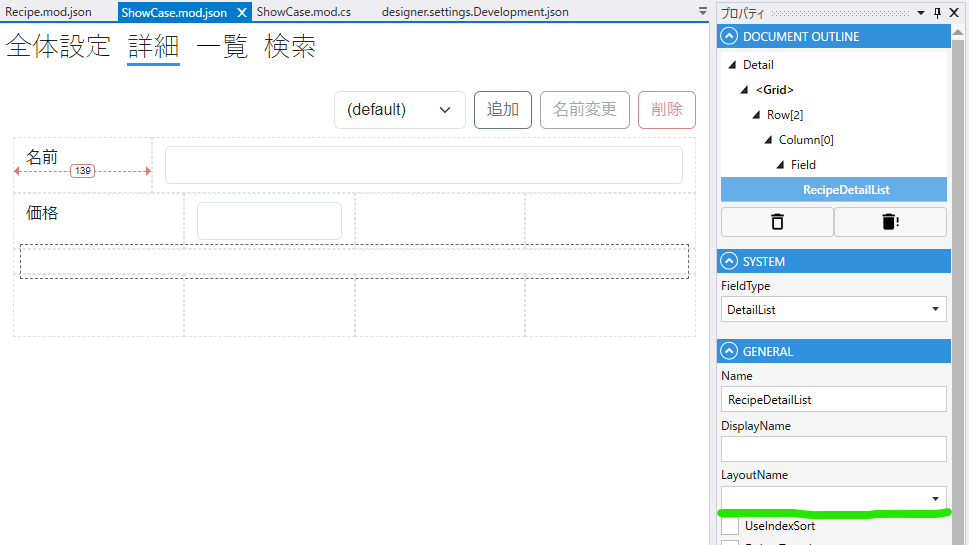 Recipe.mod.json ShowCase.mod.json ShowCase.mod.cs designer.settings.Development.json
全体設定 詳細 一覧 検索
(default) 追加 名前変更 削除
名前
139
価格
プロパティ
DOCUMENT OUTLINE
Detail
<Grid>
Row[2]
Column[0]
Field
RecipeDetailList
SYSTEM
FieldType
DetailList
GENERAL
Name
RecipeDetailList
DisplayName
LayoutName
UseIndexSort